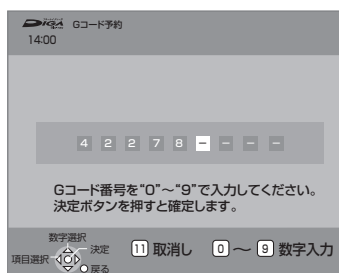 DIGA Gコード予約
14:00
4 2 2 7 8 - - - -
Gコード番号を“0”～“9”で入力してください。
決定ボタンを押すと確定します。
数字選択
項目選択 決定 戻る 11 取消し 0 ～ 9 数字入力